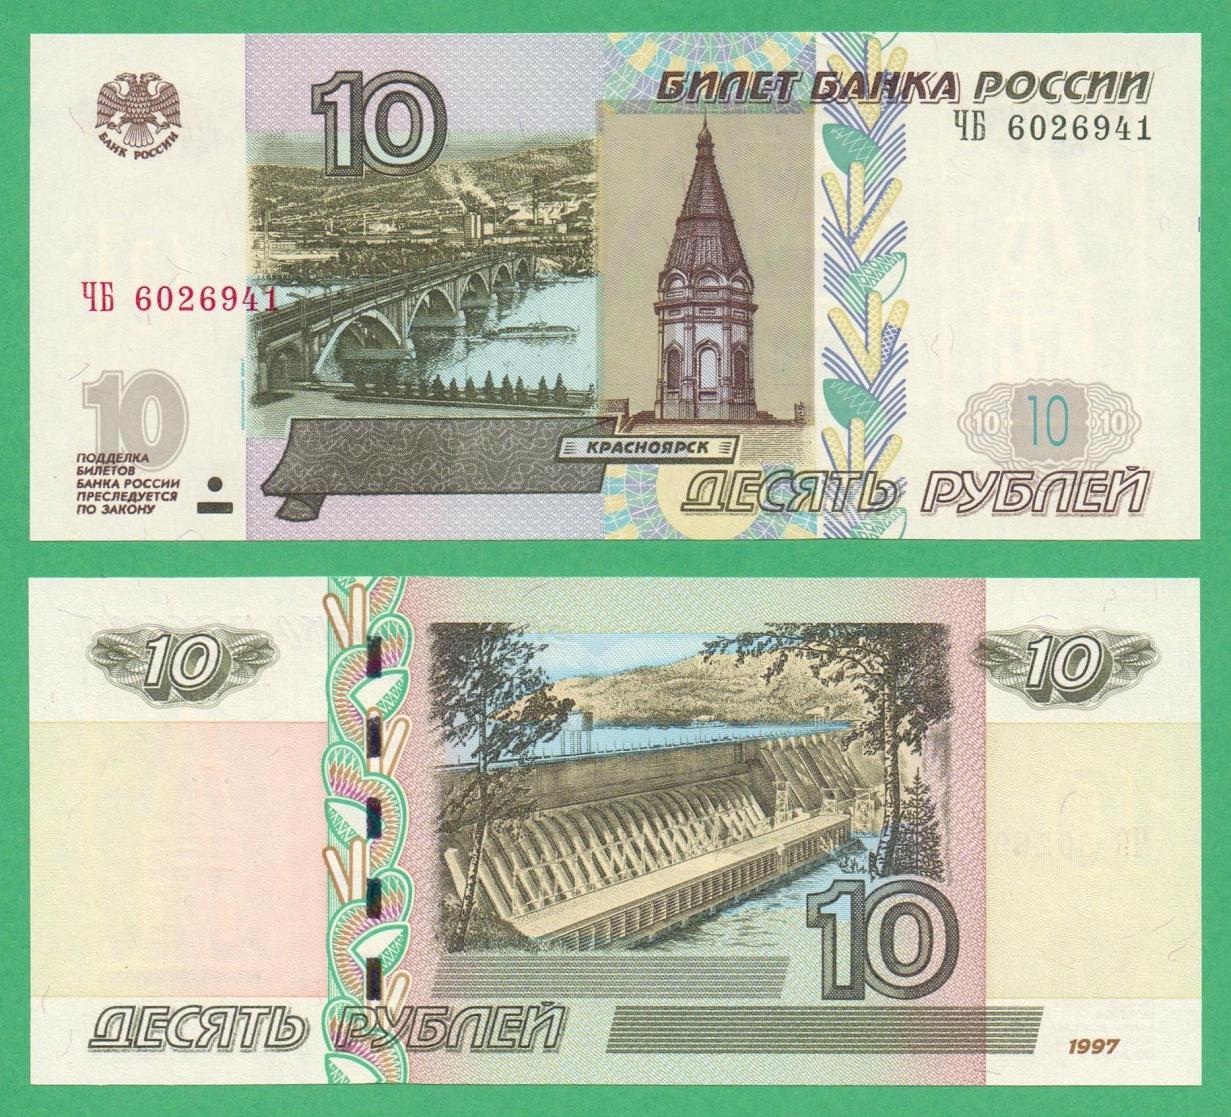 БИЛЕТ БАНКА РОССИИ
ЧБ 6026941
10
БАНК РОССИИ
ЧБ 6026941
10
ПОДДЕЛКА
БИЛЕТОВ
БАНКА РОССИИ
ПРЕСЛЕДУЕТСЯ
ПО ЗАКОНУ
КРАСНОЯРСК
10 10 10
ДЕСЯТЬ РУБЛЕЙ
10
10
10
ДЕСЯТЬ РУБЛЕЙ
1997